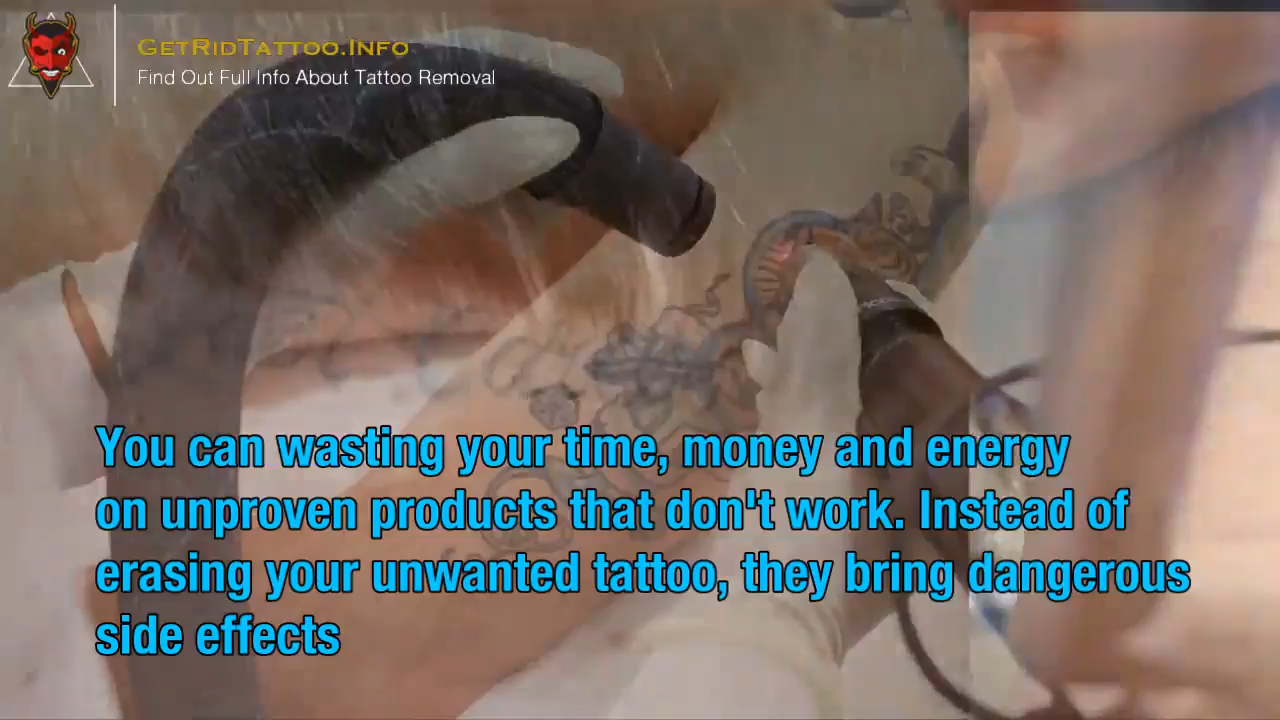 GetRidTattoo.Info
Find Out Full Info About Tattoo Removal
You can wasting your time, money and energy
on unproven products that don't work. Instead of
erasing your unwanted tattoo, they bring dangerous
side effects